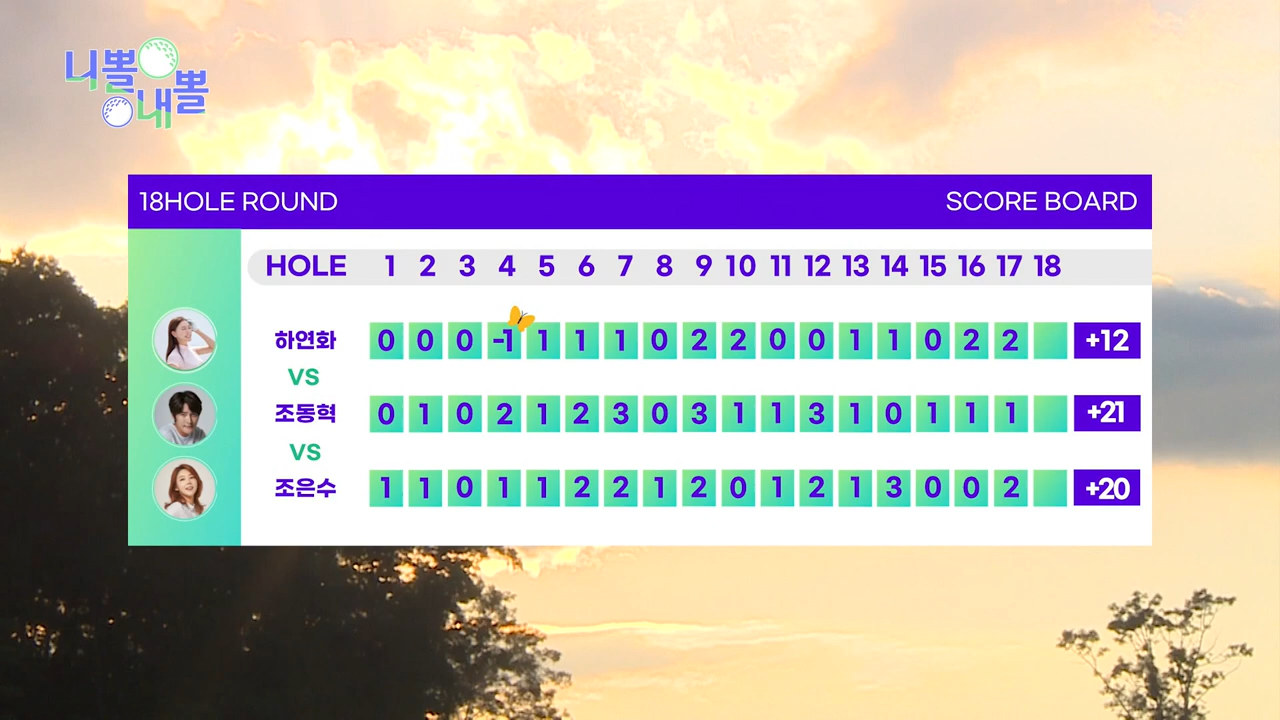 니뽈
내뽈
18HOLE ROUND SCORE BOARD
HOLE 1 2 3 4 5 6 7 8 9 10 11 12 13 14 15 16 17 18
하연화 0 0 0 -1 1 1 1 0 2 2 0 0 1 1 0 2 2 +12
VS
조동혁 0 1 0 2 1 2 3 0 3 1 1 3 1 0 1 1 1 +21
VS
조은수 1 1 0 1 1 2 2 1 2 0 1 2 1 3 0 0 2 +20